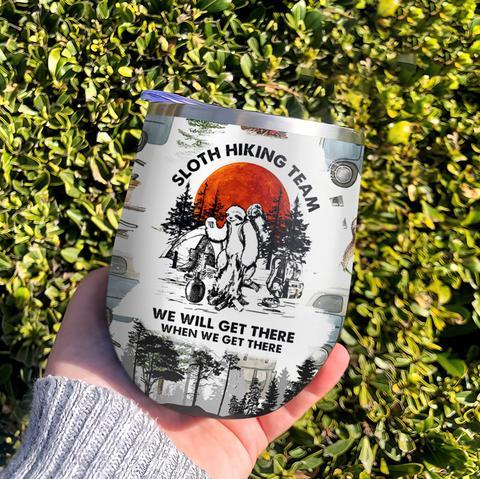 SLOTH HIKING TEAM
WE WILL GET THERE
WHEN WE GET THERE